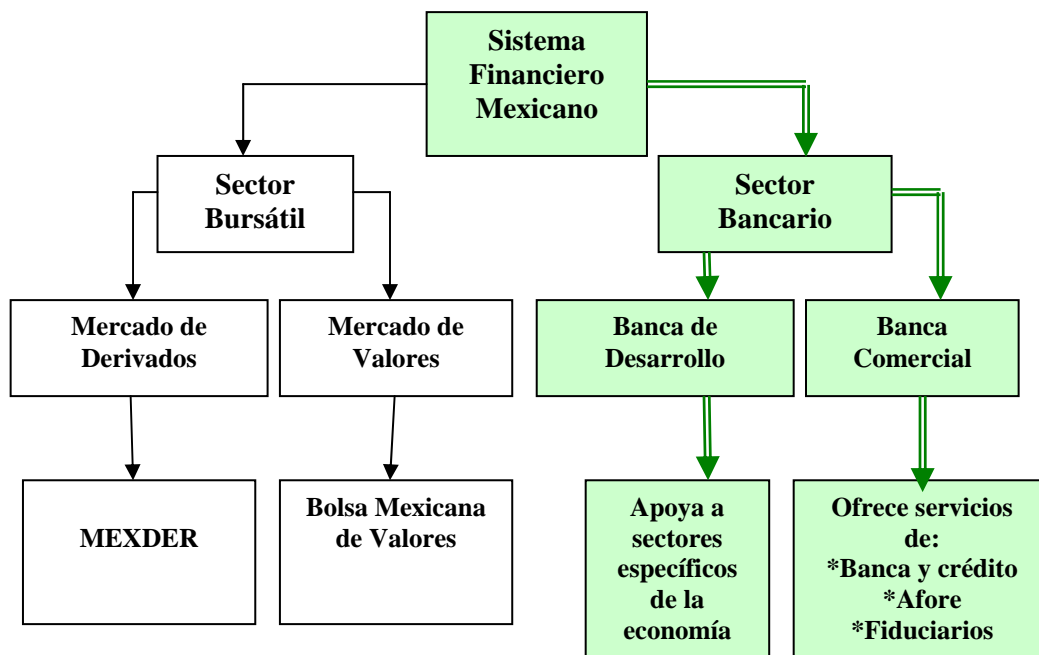 Sistema
Financiero
Mexicano
Sector
Bursátil
Sector
Bancario
Mercado de
Derivados
Mercado de
Valores
Banca de
Desarrollo
Banca
Comercial
MEXDER
Bolsa Mexicana
de Valores
Apoya a
sectores
específicos
de la
economía
Ofrece servicios
de:
*Banca y crédito
*Afore
*Fiduciarios